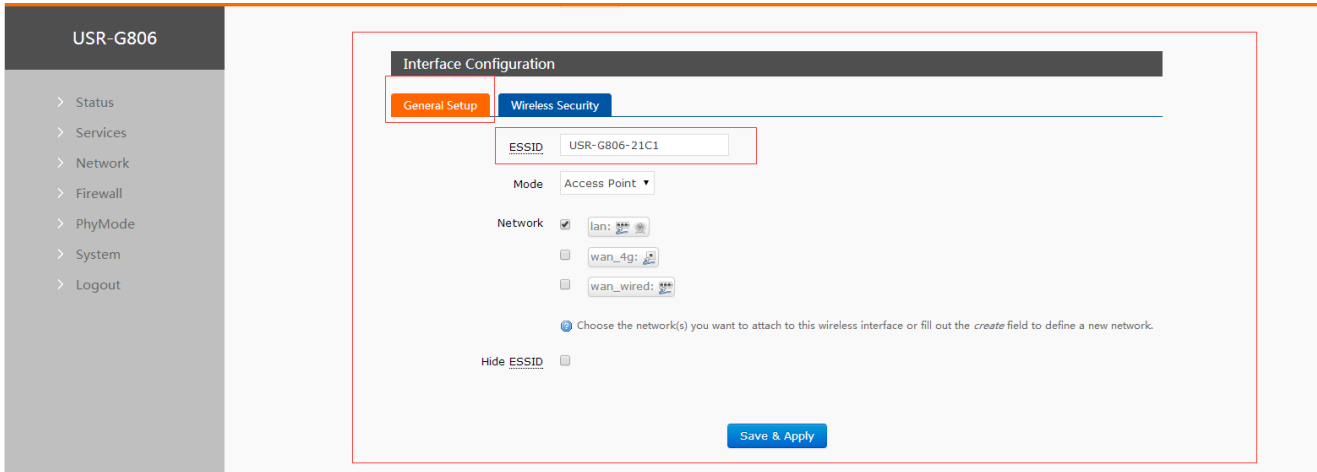 USR-G806
Status
Services
Network
Firewall
PhyMode
System
Logout
Interface Configuration
General Setup
Wireless Security
ESSID USR-G806-21C1
Mode Access Point
Network lan:
wan_4g:
wan_wired:
Choose the network(s) you want to attach to this wireless interface or fill out the create field to define a new network.
Hide ESSID
Save & Apply